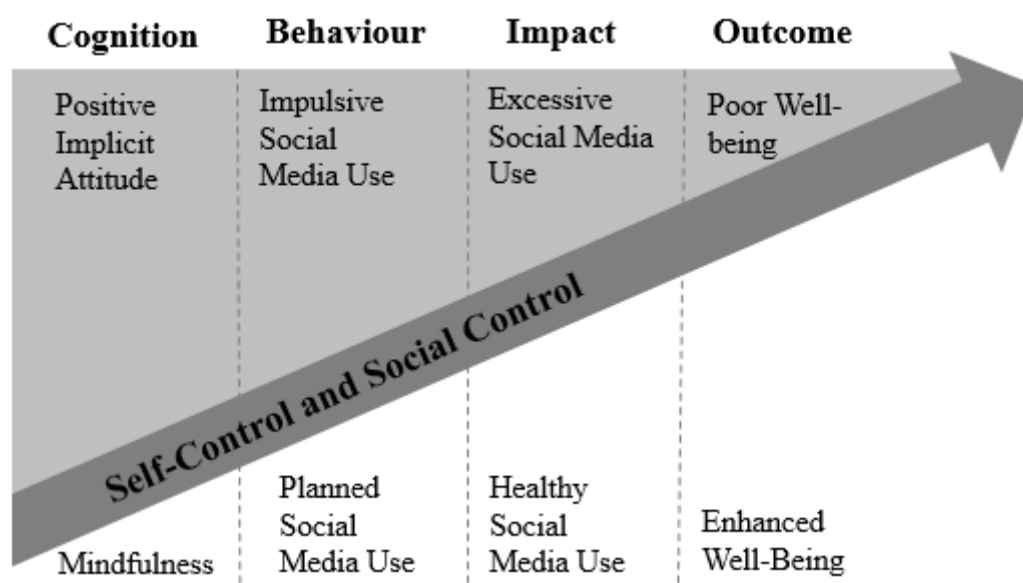 Cognition
Behaviour
Impact
Outcome
Positive
Implicit
Attitude
Impulsive
Social
Media Use
Excessive
Social Media
Use
Poor Well-
being
Self-Control and Social Control
Mindfulness
Planned
Social
Media Use
Healthy
Social
Media Use
Enhanced
Well-Being